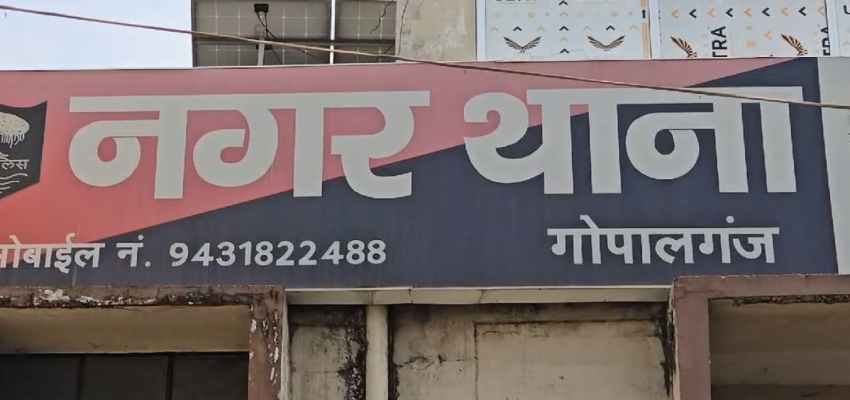 नगर थाना
मोबाईल नं. 9431822488
गोपालगंज